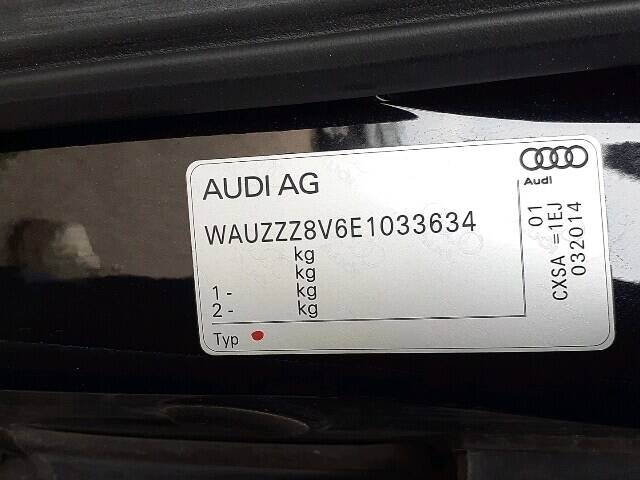 AUDI AG
WAUZZZ8V6E1033634
kg
kg
1 - kg
2 - kg
Typ
Audi
01
CXSA =1EJ
032014